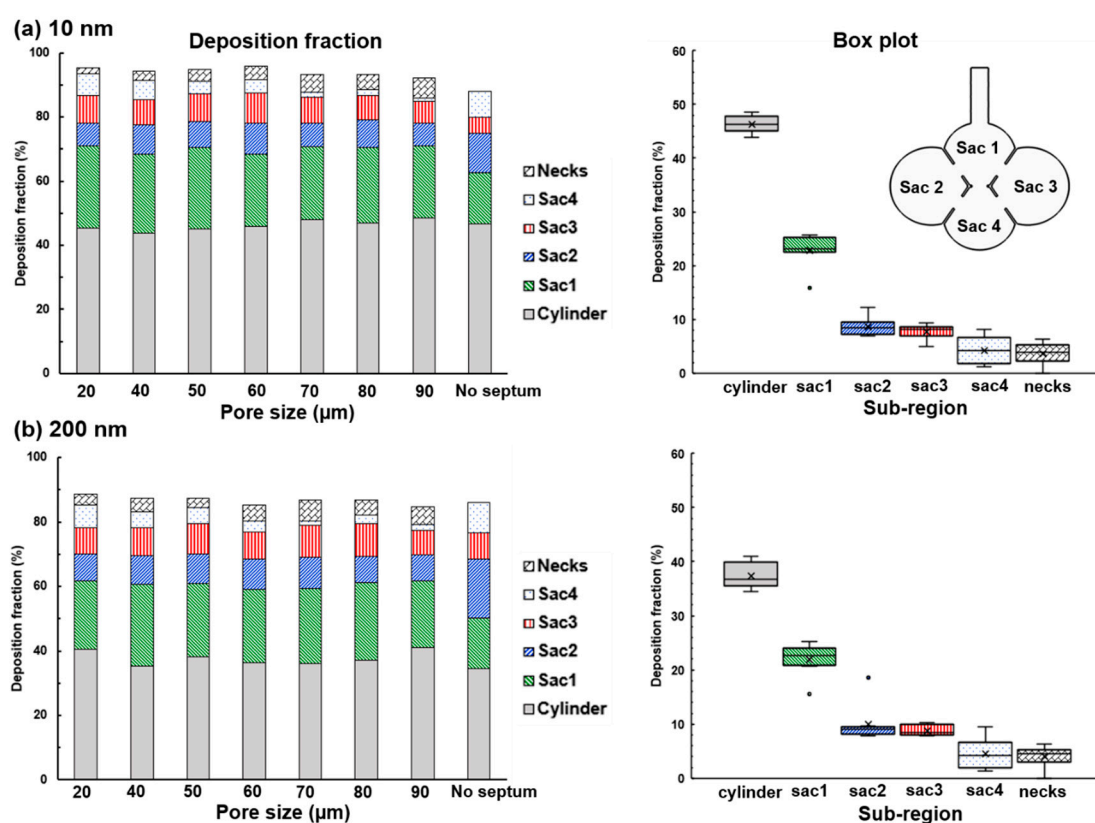 (a) 10 nm
Deposition fraction
Deposition fraction (%)
100
80
60
40
20
0
20 40 50 60 70 80 90 No septum
Pore size (µm)
Necks
Sac4
Sac3
Sac2
Sac1
Cylinder
Box plot
Deposition fraction (%)
60
50
40
30
20
10
0
Sac 1
Sac 2
Sac 3
Sac 4
cylinder sac1 sac2 sac3 sac4 necks
Sub-region
(b) 200 nm
Deposition fraction (%)
100
80
60
40
20
0
20 40 50 60 70 80 90 No septum
Pore size (µm)
Necks
Sac4
Sac3
Sac2
Sac1
Cylinder
Deposition fraction (%)
60
50
40
30
20
10
0
cylinder sac1 sac2 sac3 sac4 necks
Sub-region